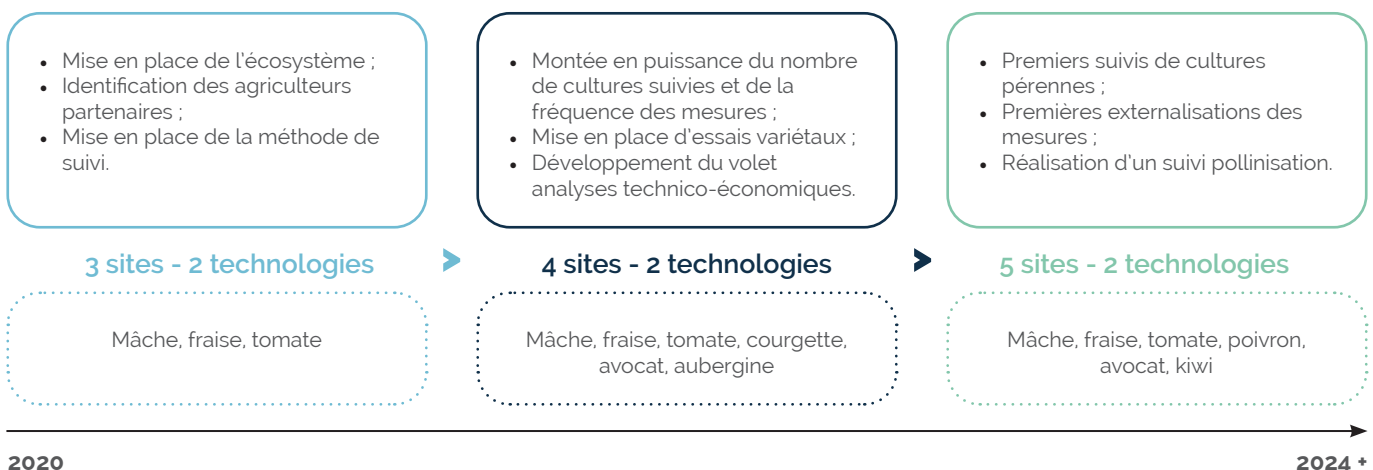 • Mise en place de l'écosystème ;
• Identification des agriculteurs
partenaires ;
• Mise en place de la méthode de
suivi.
3 sites - 2 technologies
Mâche, fraise, tomate
>
• Montée en puissance du nombre
de cultures suivies et de la
fréquence des mesures ;
• Mise en place d'essais variétaux ;
• Développement du volet
analyses technico-économiques.
4 sites - 2 technologies
Mâche, fraise, tomate, courgette,
avocat, aubergine
>
• Premiers suivis de cultures
pérennes ;
• Premières externalisations des
mesures ;
• Réalisation d'un suivi pollinisation.
5 sites - 2 technologies
Mâche, fraise, tomate, poivron,
avocat, kiwi
2020
2024 +